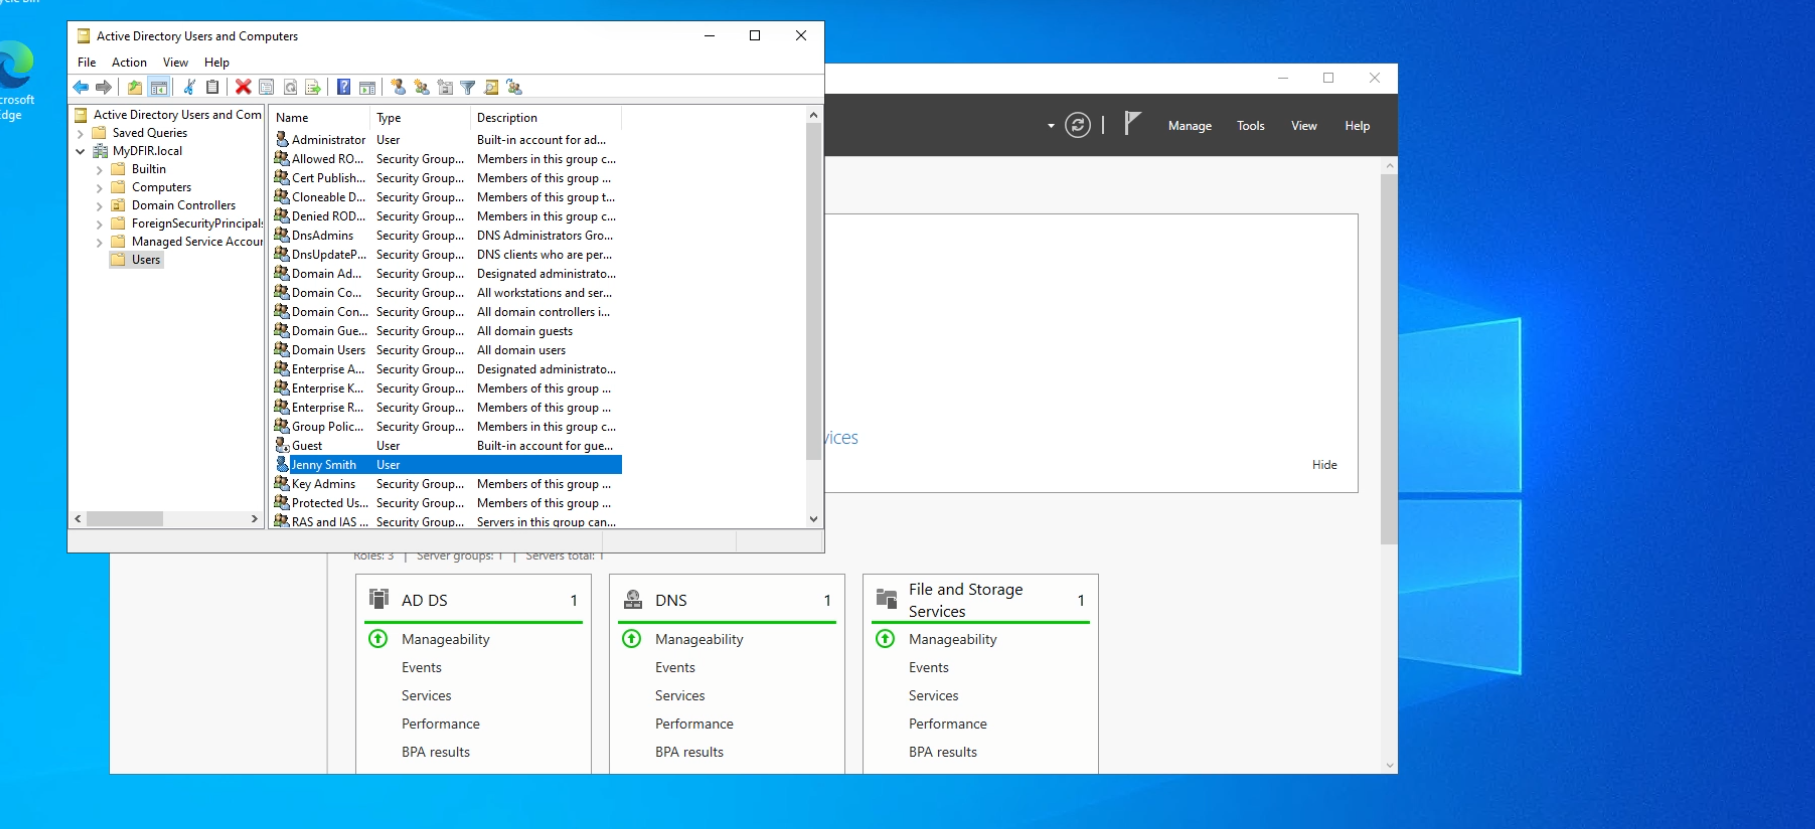 Active Directory Users and Computers
File Action View Help
Active Directory Users and Com
Saved Queries
MyDFIR.local
Builtin
Computers
Domain Controllers
ForeignSecurityPrincipals
Managed Service Accour
Users
Name Type Description
Administrator User Built-in account for ad...
Allowed RO... Security Group... Members in this group c...
Cert Publish... Security Group... Members of this group ...
Cloneable D... Security Group... Members of this group t...
Denied ROD... Security Group... Members in this group c...
DnsAdmins Security Group... DNS Administrators Gro...
DnsUpdateP... Security Group... DNS clients who are per...
Domain Ad... Security Group... Designated administrato...
Domain Co... Security Group... All workstations and ser...
Domain Con... Security Group... All domain controllers i...
Domain Gue... Security Group... All domain guests
Domain Users Security Group... All domain users
Enterprise A... Security Group... Designated administrato...
Enterprise K... Security Group... Members of this group ...
Enterprise R... Security Group... Members of this group ...
Group Polic... Security Group... Members in this group c...
Guest User Built-in account for gue...
Jenny Smith User
Key Admins Security Group... Members of this group ...
Protected Us... Security Group... Members of this group ...
RAS and IAS ... Security Group... Servers in this group can...
Manage Tools View Help
vices
Hide
Roles: 3 | Server groups: 1 | Servers total: 1
AD DS 1
Manageability
Events
Services
Performance
BPA results
DNS 1
Manageability
Events
Services
Performance
BPA results
File and Storage
Services 1
Manageability
Events
Services
Performance
BPA results
crosoft
Edge